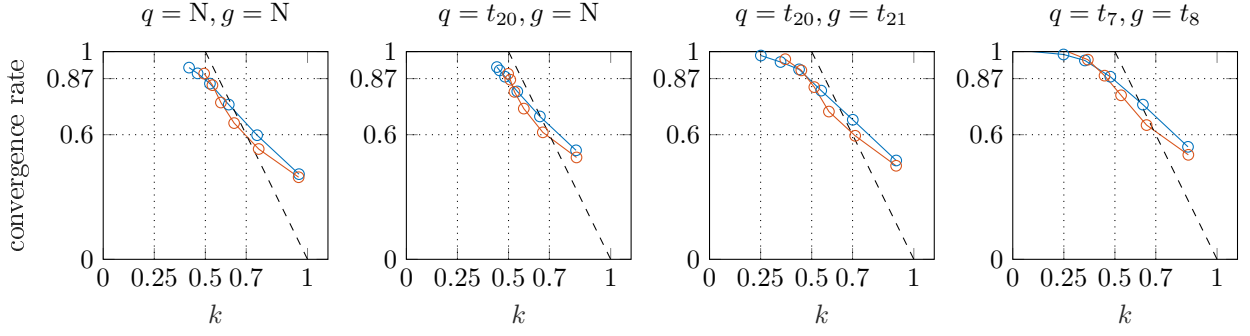 q = N, g = N
q = t₂₀, g = N
q = t₂₀, g = t₂₁
q = t₇, g = t₈
convergence rate
1
0.87
0.6
0
0 0.25 0.5 0.7 1
k
1
0.87
0.6
0
0 0.25 0.5 0.7 1
k
1
0.87
0.6
0
0 0.25 0.5 0.7 1
k
1
0.87
0.6
0
0 0.25 0.5 0.7 1
k